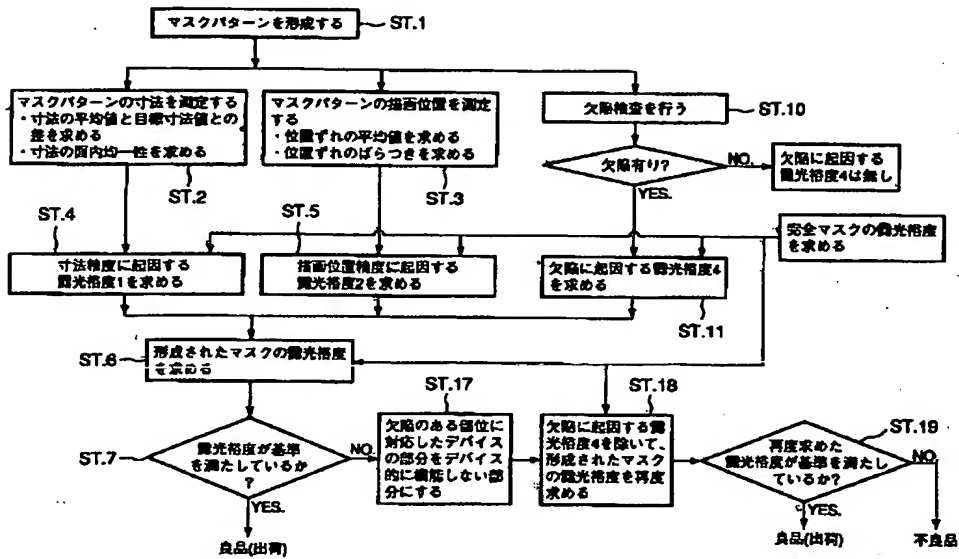 マスクパターンを形成する
ST.1
マスクパターンの寸法を測定する
・寸法の平均値と目標寸法値との
差を求める
・寸法の面内均一性を求める
ST.2
マスクパターンの描画位置を測定
する
・位置ずれの平均値を求める
・位置ずれのばらつきを求める
ST.3
欠陥検査を行う
ST.10
欠陥有り?
NO.
YES.
欠陥に起因する
露光裕度4は無し
完全マスクの露光裕度
を求める
ST.4
寸法精度に起因する
露光裕度1を求める
ST.5
描画位置精度に起因する
露光裕度2を求める
欠陥に起因する露光裕度4
を求める
ST.11
ST.6
形成されたマスクの露光裕度
を求める
ST.7
露光裕度が基準
を満たしているか
?
NO.
YES.
良品(出荷)
ST.17
欠陥のある部位に
対応したデバイス
の部分をデバイス
的に機能しない部
分にする
ST.18
欠陥に起因する露
光裕度4を除いて、
形成されたマスク
の露光裕度を再度
求める
ST.19
再度求めた
露光裕度が基準を満たし
ているか?
NO.
YES.
良品(出荷)
不良品